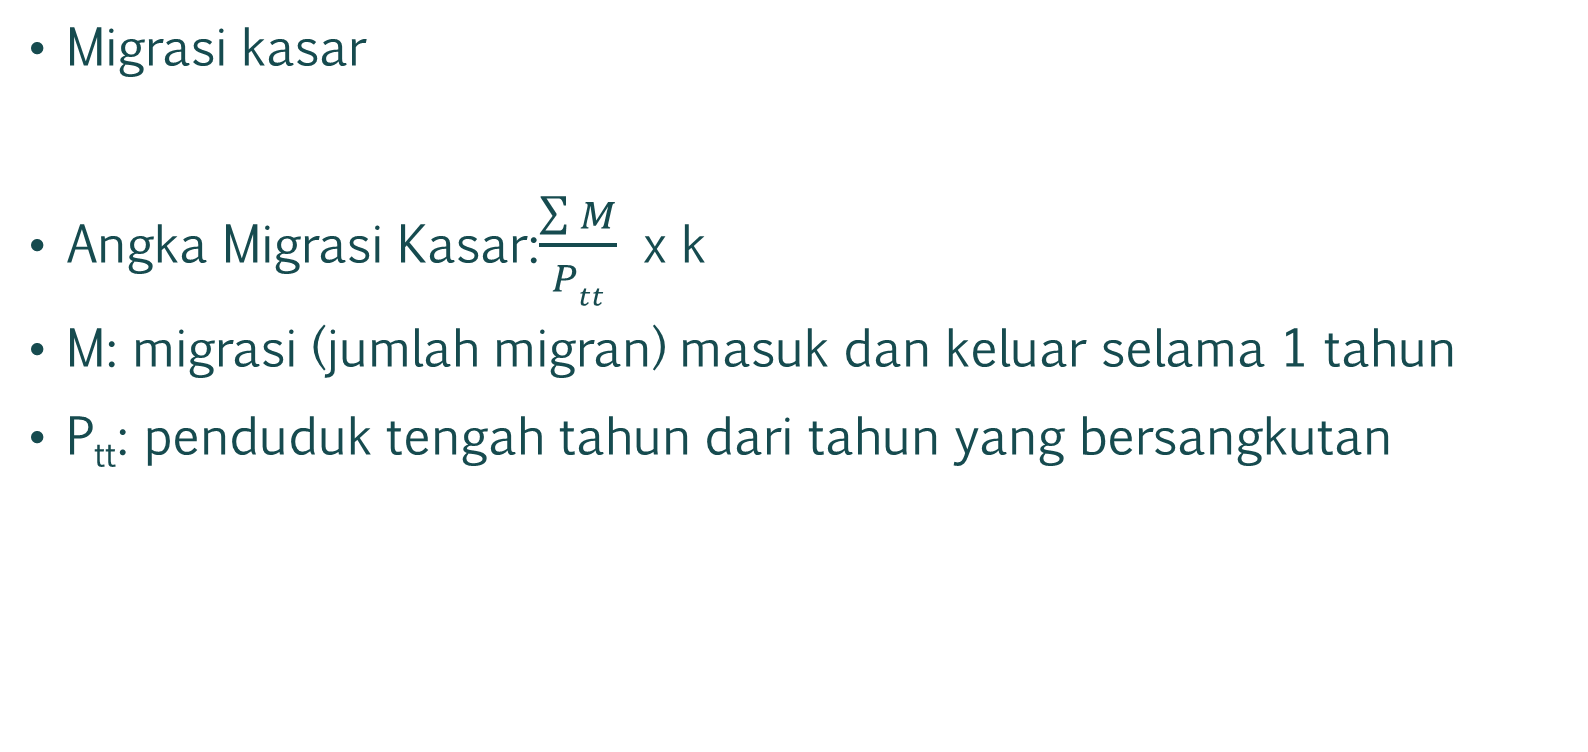 • Migrasi kasar
• Angka Migrasi Kasar: ∑ M / P_tt x k
• M: migrasi (jumlah migran) masuk dan keluar selama 1 tahun
• P_tt: penduduk tengah tahun dari tahun yang bersangkutan